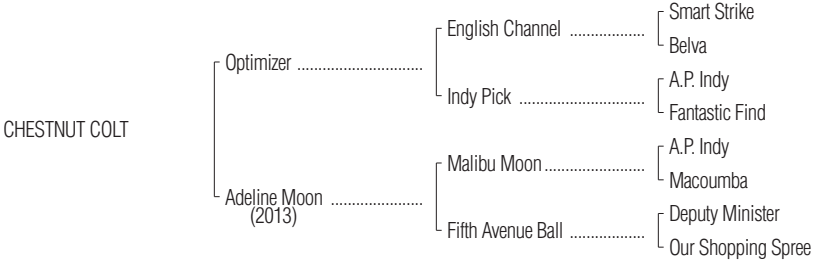 Smart Strike
English Channel ..................
Belva
Optimizer ..............................
A.P. Indy
Indy Pick ..............................
Fantastic Find
CHESTNUT COLT
A.P. Indy
Malibu Moon........................
Macoumba
Adeline Moon ......................
(2013)
Deputy Minister
Fifth Avenue Ball ..................
Our Shopping Spree